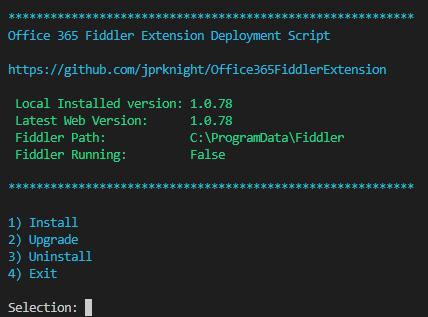 **********************************************************
Office 365 Fiddler Extension Deployment Script
https://github.com/jprknight/Office365FiddlerExtension
Local Installed version: 1.0.78
Latest Web Version: 1.0.78
Fiddler Path: C:\ProgramData\Fiddler
Fiddler Running: False
**********************************************************
1) Install
2) Upgrade
3) Uninstall
4) Exit
Selection: